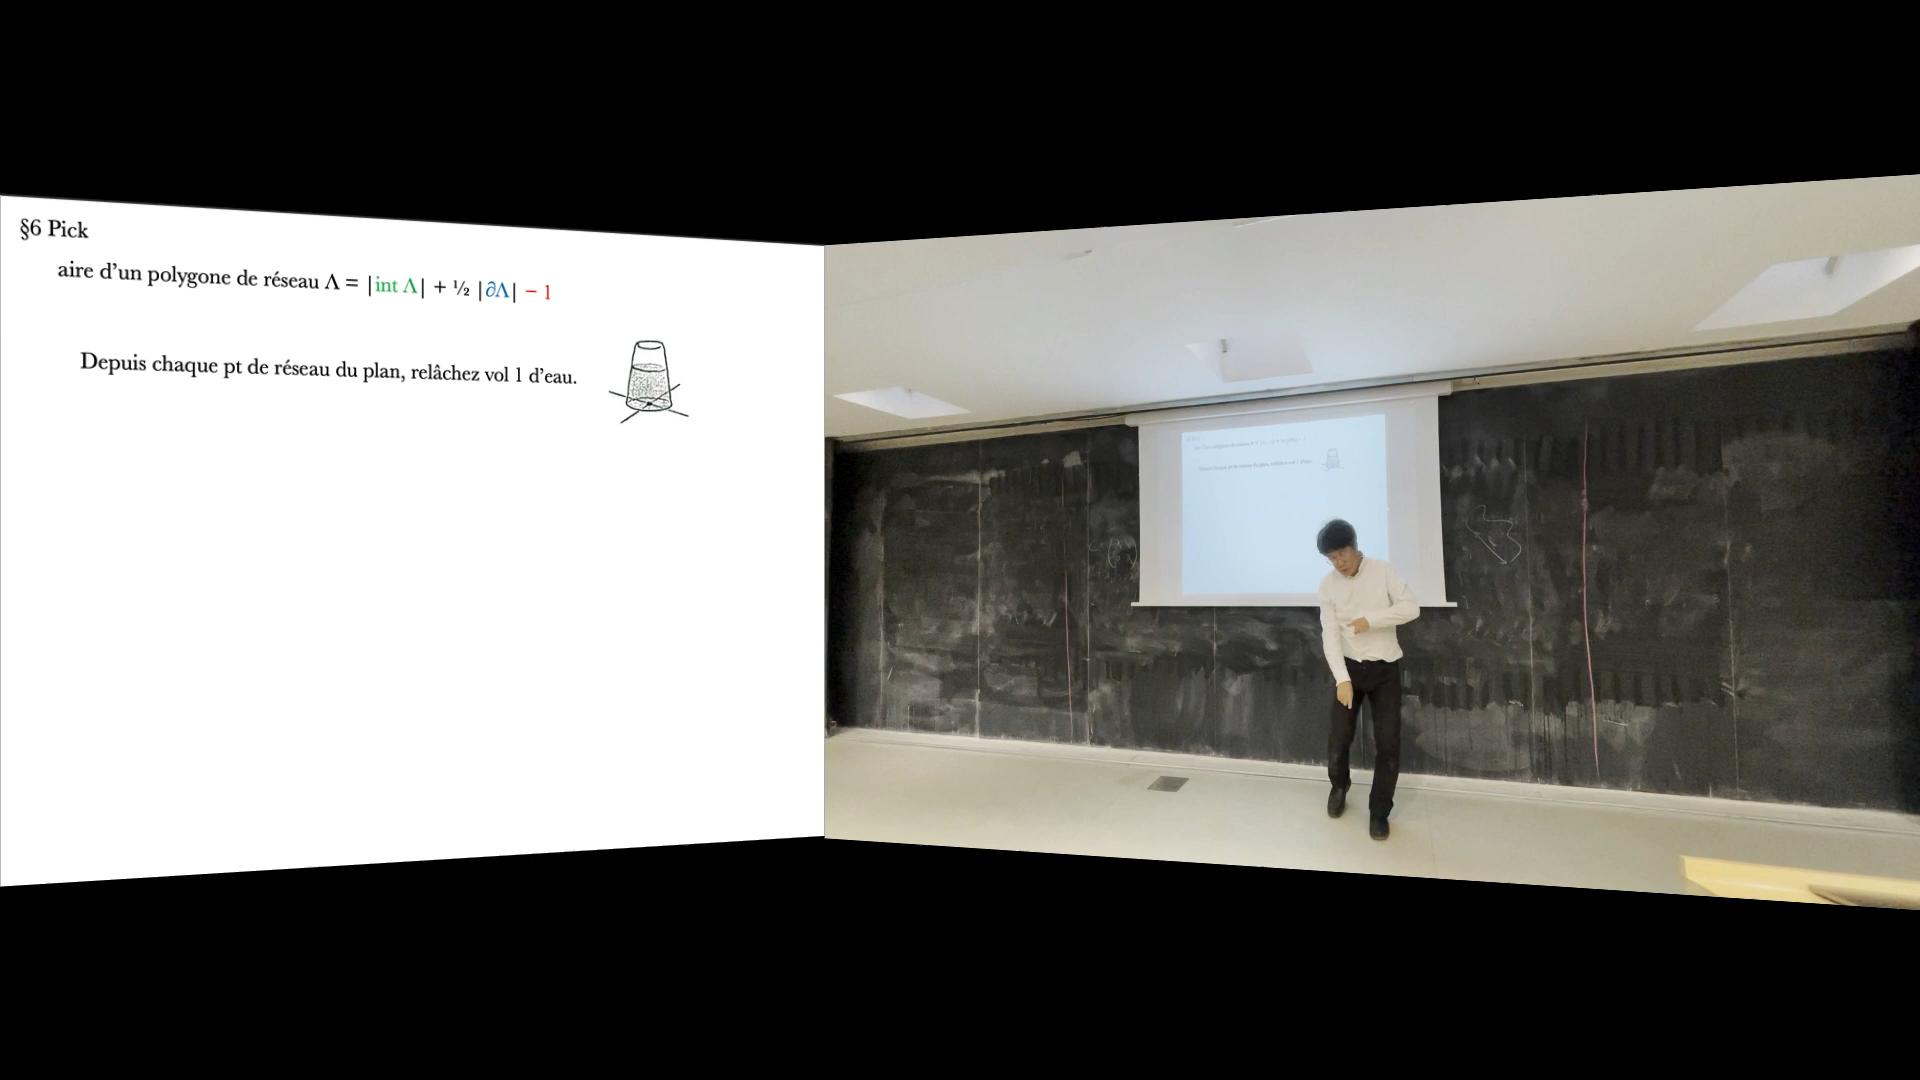 §6 Pick
aire d’un polygone de réseau Λ = |int Λ| + ½ |∂Λ| − 1
Depuis chaque pt de réseau du plan, relâchez vol 1 d’eau.